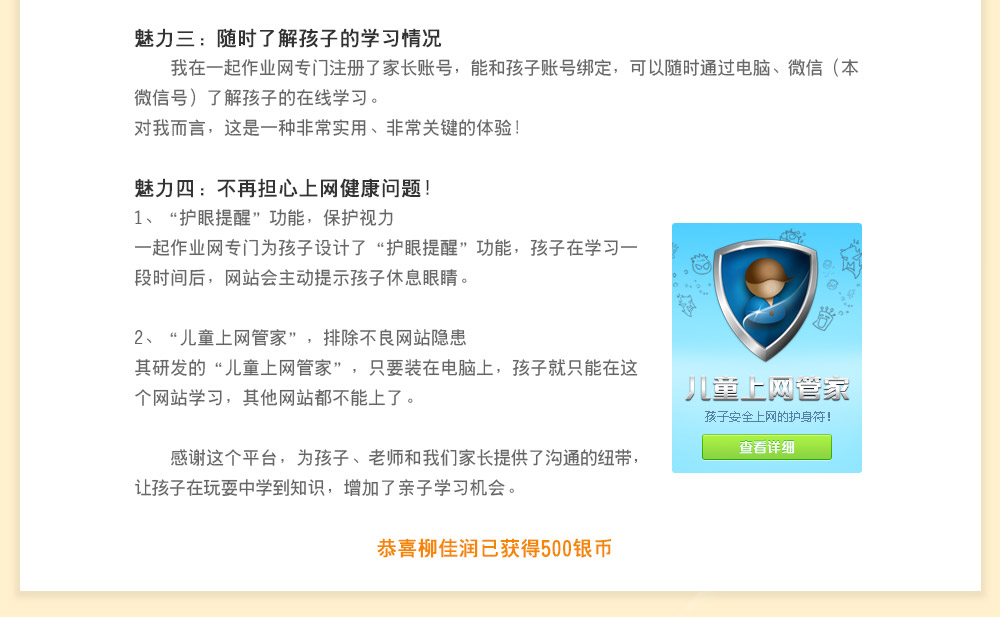 魅力三：随时了解孩子的学习情况
我在一起作业网专门注册了家长账号，能和孩子账号绑定，可以随时通过电脑、微信（本
微信号）了解孩子的在线学习。
对我而言，这是一种非常实用、非常关键的体验！
魅力四：不再担心上网健康问题！
1、“护眼提醒”功能，保护视力
一起作业网专门为孩子设计了“护眼提醒”功能，孩子在学习一
段时间后，网站会主动提示孩子休息眼睛。
2、“儿童上网管家”，排除不良网站隐患
其研发的“儿童上网管家”，只要装在电脑上，孩子就只能在这
个网站学习，其他网站都不能上了。
感谢这个平台，为孩子、老师和我们家长提供了沟通的纽带，
让孩子在玩耍中学到知识，增加了亲子学习机会。
儿童上网管家
孩子安全上网的护身符！
查看详细
恭喜柳佳润已获得500银币